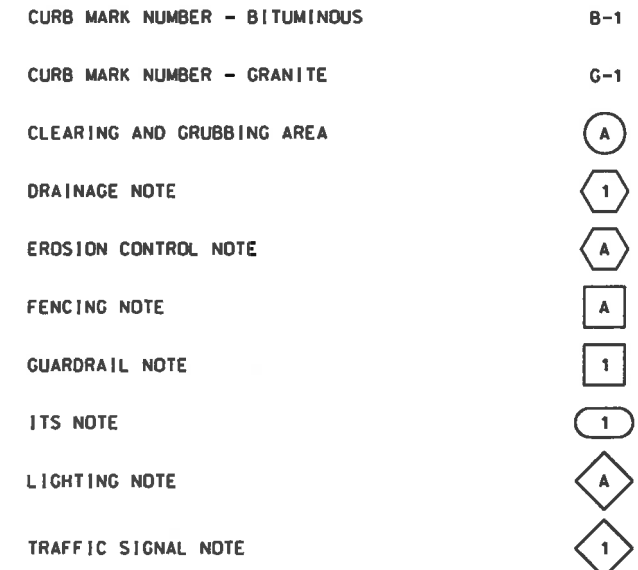 CURB MARK NUMBER - BITUMINOUS B-1
CURB MARK NUMBER - GRANITE G-1
CLEARING AND GRUBBING AREA A
DRAINAGE NOTE 1
EROSION CONTROL NOTE A
FENCING NOTE A
GUARDRAIL NOTE 1
ITS NOTE 1
LIGHTING NOTE A
TRAFFIC SIGNAL NOTE 1